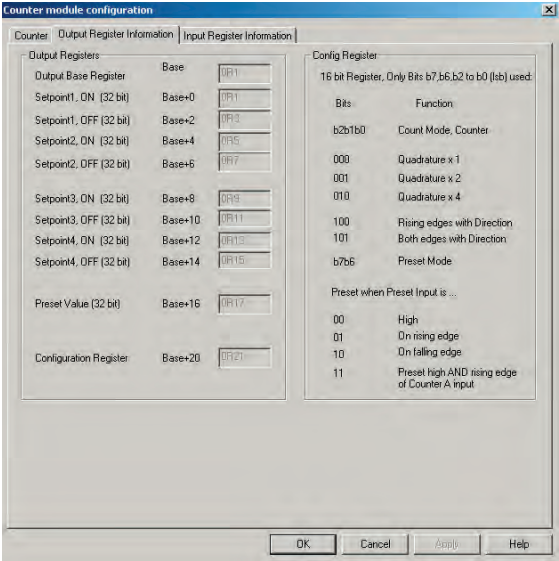 Counter module configuration
Counter
Output Register Information
Input Register Information
Output Registers
Output Base Register Base 0R1
Setpoint1, ON (32 bit) Base+0 0R1
Setpoint1, OFF (32 bit) Base+2 0R3
Setpoint2, ON (32 bit) Base+4 0R5
Setpoint2, OFF (32 bit) Base+6 0R7
Setpoint3, ON (32 bit) Base+8 0R9
Setpoint3, OFF (32 bit) Base+10 0R11
Setpoint4, ON (32 bit) Base+12 0R13
Setpoint4, OFF (32 bit) Base+14 0R15
Preset Value (32 bit) Base+16 0R17
Configuration Register Base+20 0R21
Config Register
16 bit Register, Only Bits b7,b6,b2 to b0 (lsb) used:
Bits Function
b2b1b0 Count Mode, Counter
000 Quadrature x 1
001 Quadrature x 2
010 Quadrature x 4
100 Rising edges with Direction
101 Both edges with Direction
b7b6 Preset Mode
Preset when Preset Input is ...
00 High
01 On rising edge
10 On falling edge
11 Preset high AND rising edge
of Counter A input
OK
Cancel
Apply
Help